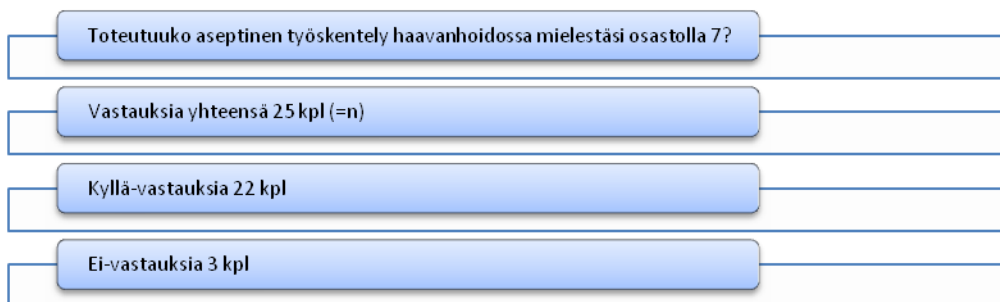 Toteutuuko aseptinen työskentely haavanhoidossa mielestäsi osastolla 7?
Vastauksia yhteensä 25 kpl (=n)
Kyllä-vastauksia 22 kpl
Ei-vastauksia 3 kpl